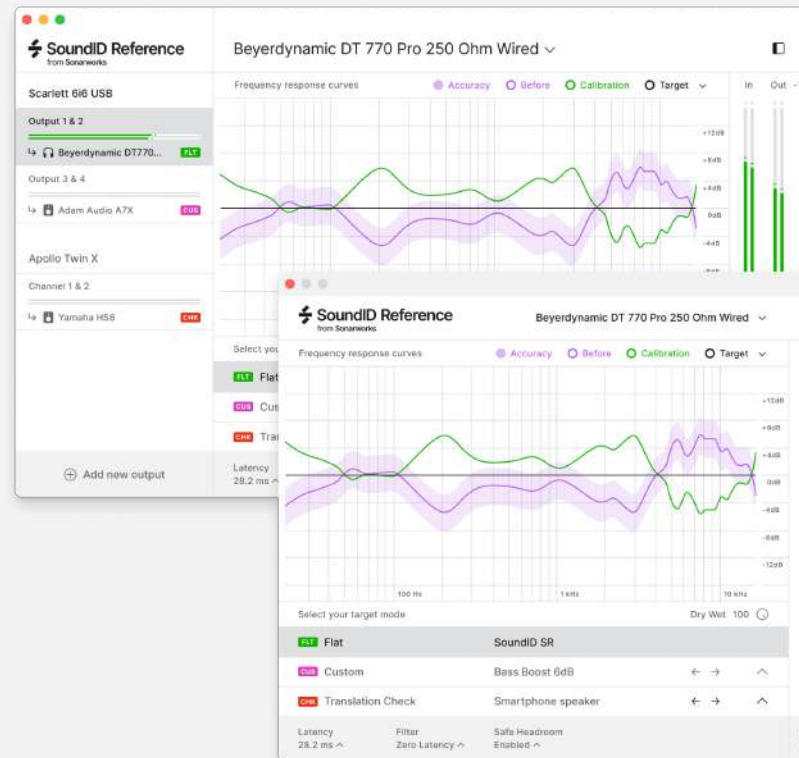 SoundID Reference
from Sonarworks
Beyerdynamic DT 770 Pro 250 Ohm Wired
Scarlett 6i6 USB
Output 1 & 2
Beyerdynamic DT770...
FLT
Output 3 & 4
Adam Audio A7X
CUS
Apollo Twin X
Channel 1 & 2
Yamaha HS8
CHK
Add new output
Frequency response curves
Accuracy
Before
Calibration
Target
In
Out
+12dB
+8dB
+4dB
0dB
-4dB
Select you
FLT Flat
CUS Cus
CHK Tra
Latency
28.2 ms
SoundID Reference
from Sonarworks
Beyerdynamic DT 770 Pro 250 Ohm Wired
Frequency response curves
Accuracy
Before
Calibration
Target
+12dB
+8dB
+4dB
0dB
-4dB
-8dB
-12dB
100 Hz
1 kHz
10 kHz
Select your target mode
Dry Wet 100
FLT Flat
SoundID SR
CUS Custom
Bass Boost 6dB
CHK Translation Check
Smartphone speaker
Latency
28.2 ms
Filter
Zero Latency
Safe Headroom
Enabled